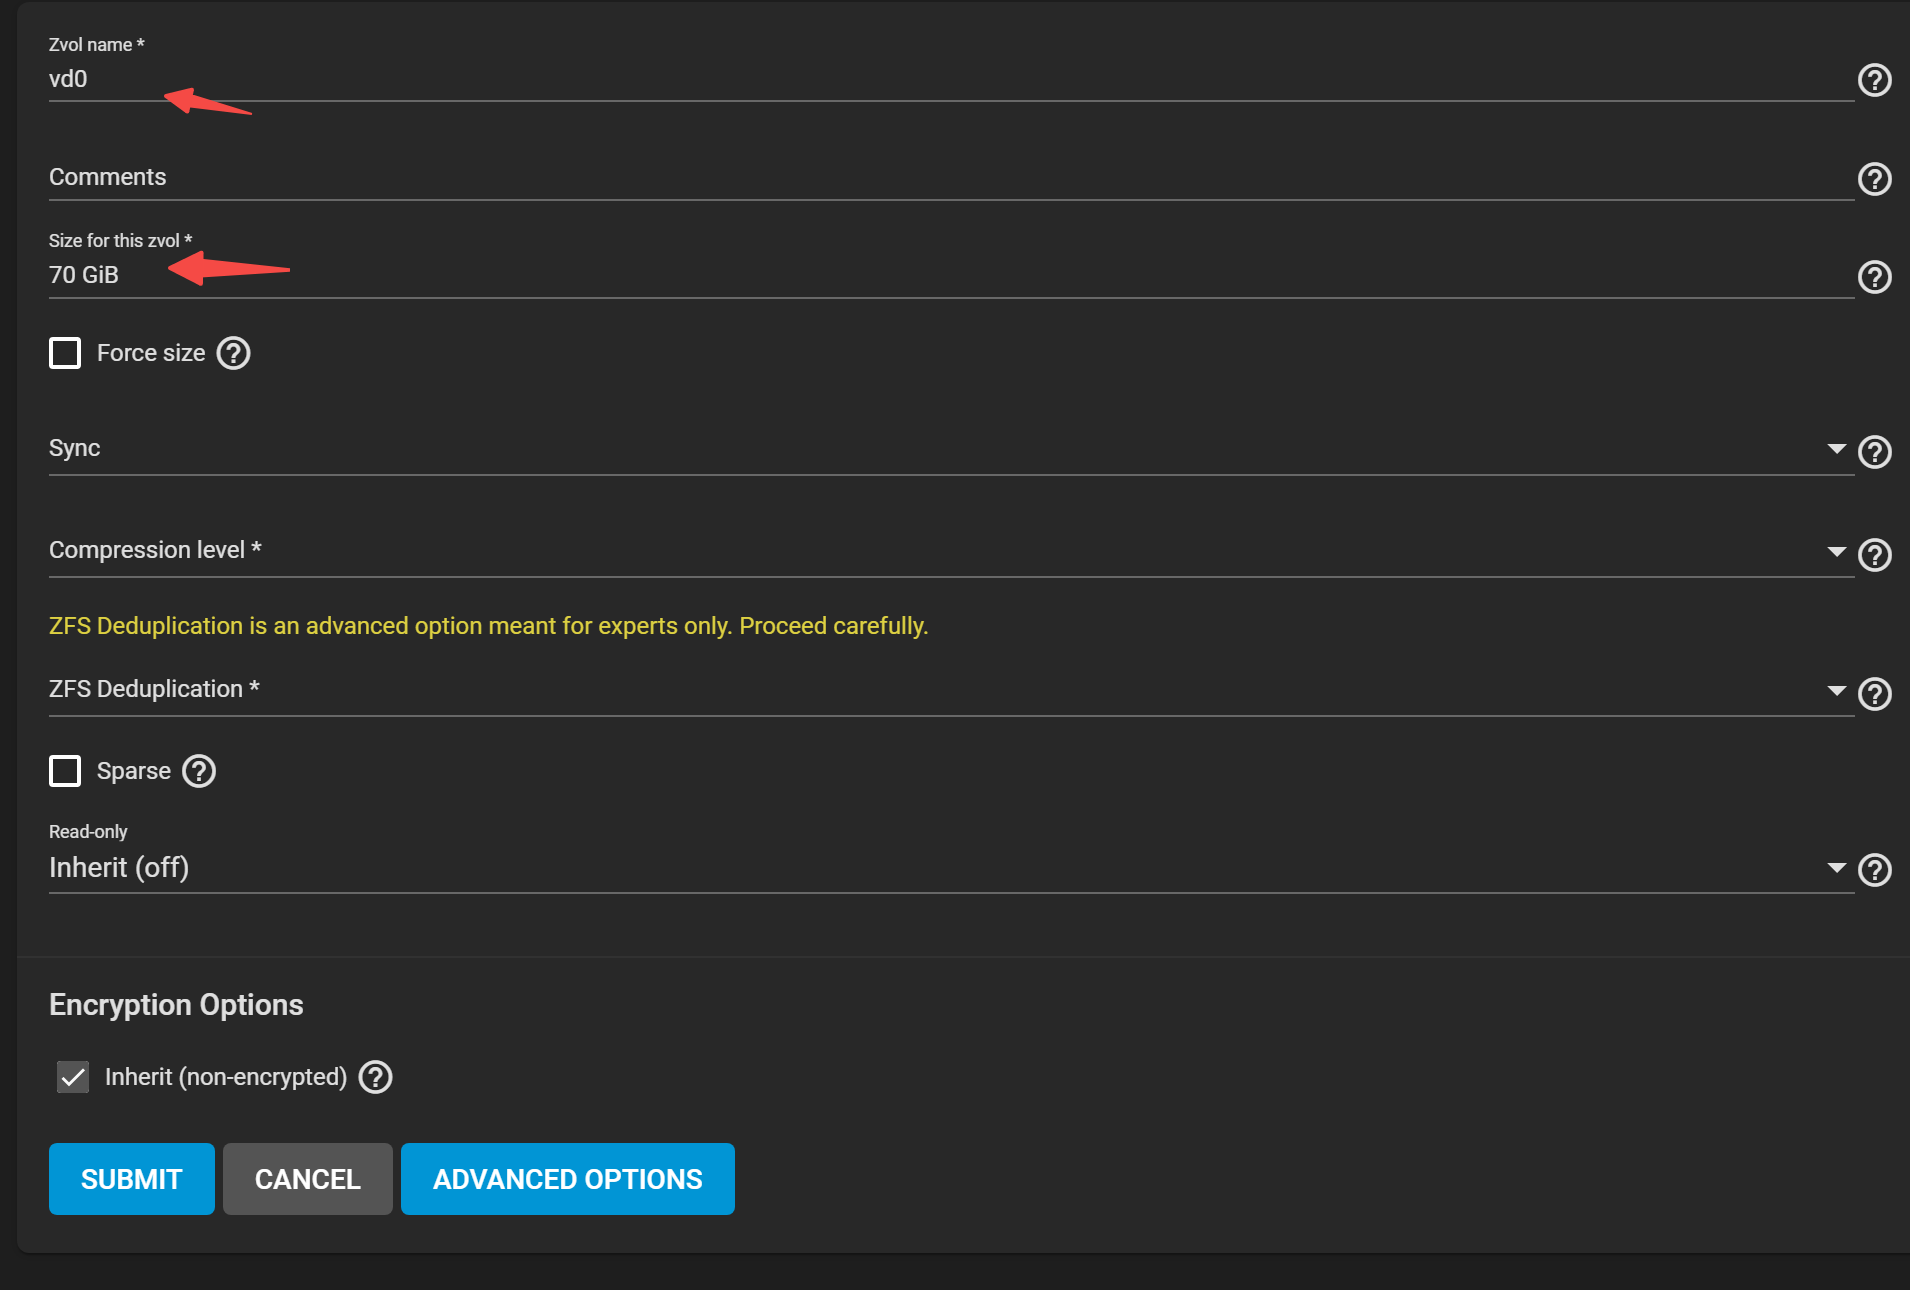 Zvol name *
vd0
Comments
Size for this zvol *
70 GiB
Force size
Sync
Compression level *
ZFS Deduplication is an advanced option meant for experts only. Proceed carefully.
ZFS Deduplication *
Sparse
Read-only
Inherit (off)
Encryption Options
Inherit (non-encrypted)
SUBMIT CANCEL ADVANCED OPTIONS